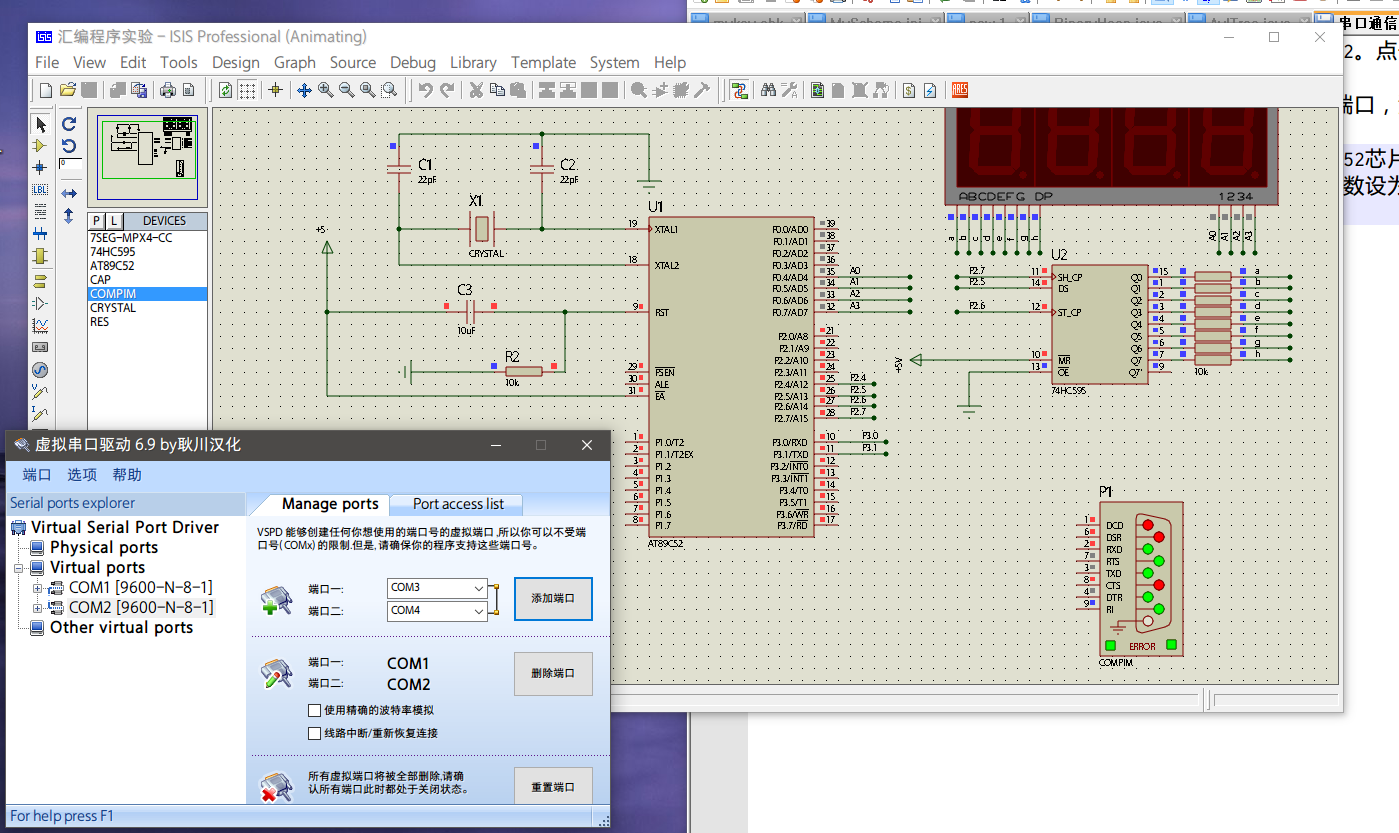 汇编程序实验 - ISIS Professional (Animating)
File View Edit Tools Design Graph Source Debug Library Template System Help
串口通信
2。点
端口，
52芯片
数设为
P L DEVICES
7SEG-MPX4-CC
74HC595
AT89C52
CAP
COMPIM
CRYSTAL
RES
C1
22pF
C2
22pF
X1
CRYSTAL
+5
C3
10uF
R2
10k
U1
19 XTAL1
18 XTAL2
9 RST
29 PSEN
30 ALE
31 EA
1 P1.0/T2
2 P1.1/T2EX
3 P1.2
4 P1.3
5 P1.4
6 P1.5
7 P1.6
8 P1.7
P0.0/AD0 39
P0.1/AD1 38
P0.2/AD2 37
P0.3/AD3 36
P0.4/AD4 35 A0
P0.5/AD5 34 A1
P0.6/AD6 33 A2
P0.7/AD7 32 A3
P2.0/A8 21
P2.1/A9 22
P2.2/A10 23
P2.3/A11 24
P2.4/A12 25 P2.4
P2.5/A13 26 P2.5
P2.6/A14 27 P2.6
P2.7/A15 28 P2.7
P3.0/RXD 10 P3.0
P3.1/TXD 11 P3.1
P3.2/INT0 12
P3.3/INT1 13
P3.4/T0 14
P3.5/T1 15
P3.6/WR 16
P3.7/RD 17
AT89C52
ABCDEFG DP 1234
a b c d e f g h A0 A1 A2 A3
U2
P2.7 11 SH_CP
P2.5 14 DS
P2.6 12 ST_CP
+5V 10 MR
13 OE
Q0 15 a
Q1 1 b
Q2 2 c
Q3 3 d
Q4 4 e
Q5 5 f
Q6 6 g
Q7 7 h
Q7' 9
10k
74HC595
P1
1 DCD
6 DSR
2 RXD
7 RTS
3 TXD
8 CTS
4 DTR
9 RI
ERROR
COMPIM
虚拟串口驱动 6.9 by耿川汉化
端口 选项 帮助
Serial ports explorer
Virtual Serial Port Driver
Physical ports
Virtual ports
COM1 [9600-N-8-1]
COM2 [9600-N-8-1]
Other virtual ports
Manage ports Port access list
VSPD 能够创建任何你想使用的端口号的虚拟端口,所以你可以不受端
口号(COMx)的限制.但是,请确保你的程序支持这些端口号。
端口一: COM3
端口二: COM4
添加端口
端口一: COM1
端口二: COM2
删除端口
使用精确的波特率模拟
线路中断/重新恢复连接
所有虚拟端口将被全部删除,请确
认所有端口此时都处于关闭状态。
重置端口
For help press F1